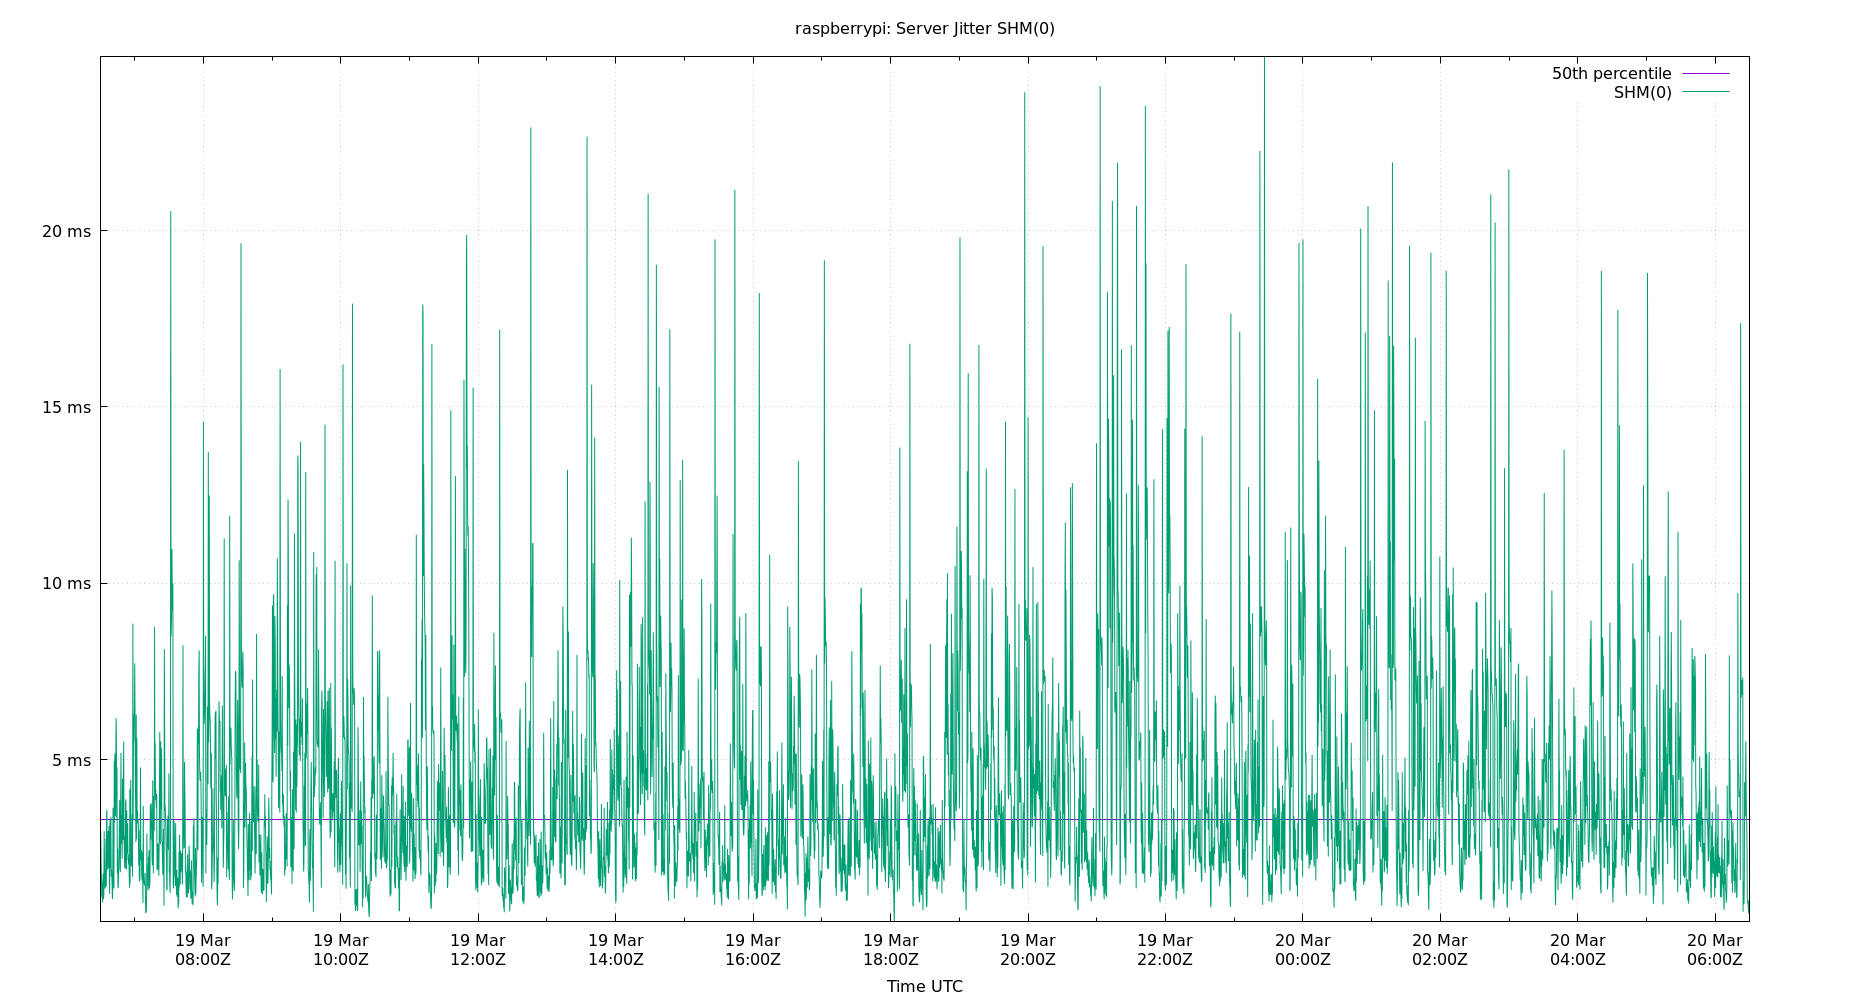 raspberrypi: Server Jitter SHM(0)
50th percentile
SHM(0)
20 ms
15 ms
10 ms
5 ms
19 Mar 19 Mar 19 Mar 19 Mar 19 Mar 19 Mar 19 Mar 19 Mar 20 Mar 20 Mar 20 Mar 20 Mar
08:00Z 10:00Z 12:00Z 14:00Z 16:00Z 18:00Z 20:00Z 22:00Z 00:00Z 02:00Z 04:00Z 06:00Z
Time UTC